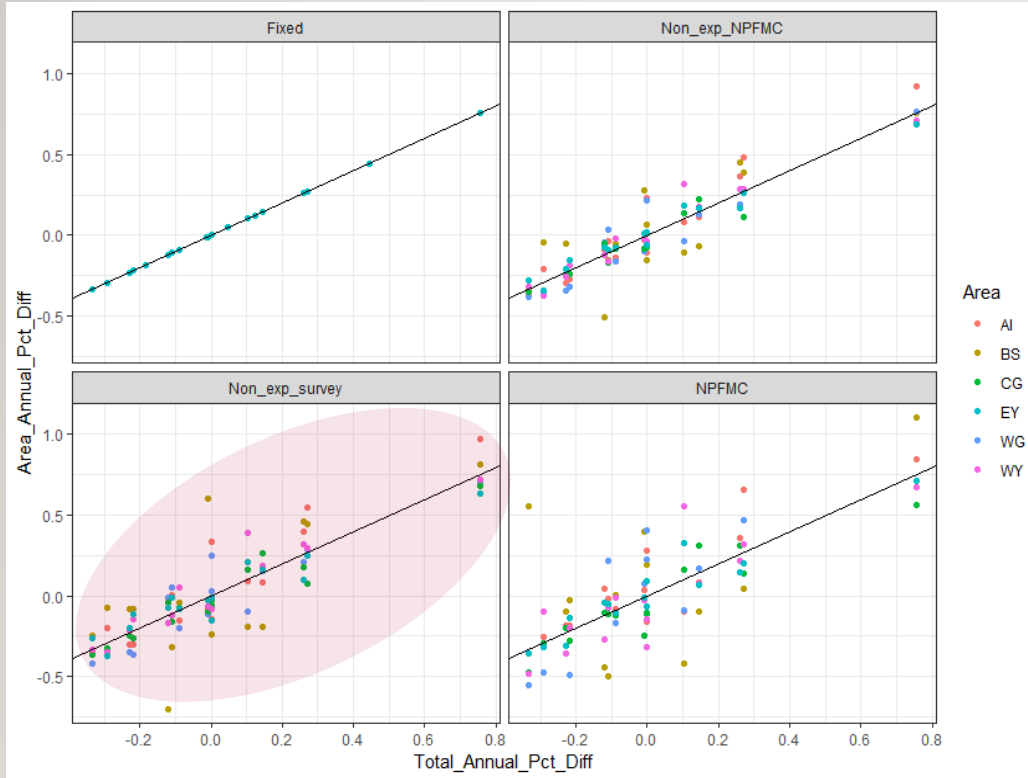 Fixed
Non_exp_NPFMC
1.0
0.5
0.0
-0.5
Non_exp_survey
NPFMC
1.0
0.5
0.0
-0.5
-0.2
0.0
0.2
0.4
0.6
0.8
-0.2
0.0
0.2
0.4
0.6
0.8
Area_Annual_Pct_Diff
Total_Annual_Pct_Diff
Area
AI
BS
CG
EY
WG
WY